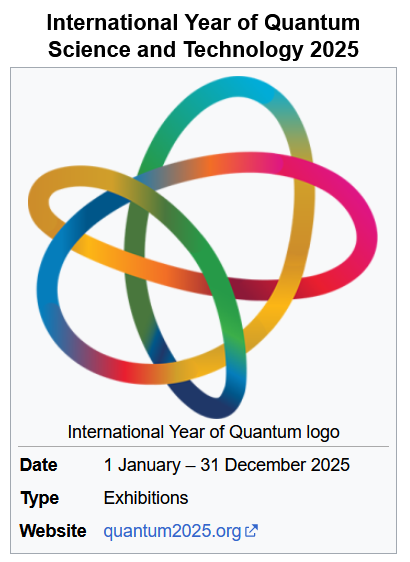 International Year of Quantum
Science and Technology 2025
International Year of Quantum logo
Date 1 January – 31 December 2025
Type Exhibitions
Website quantum2025.org